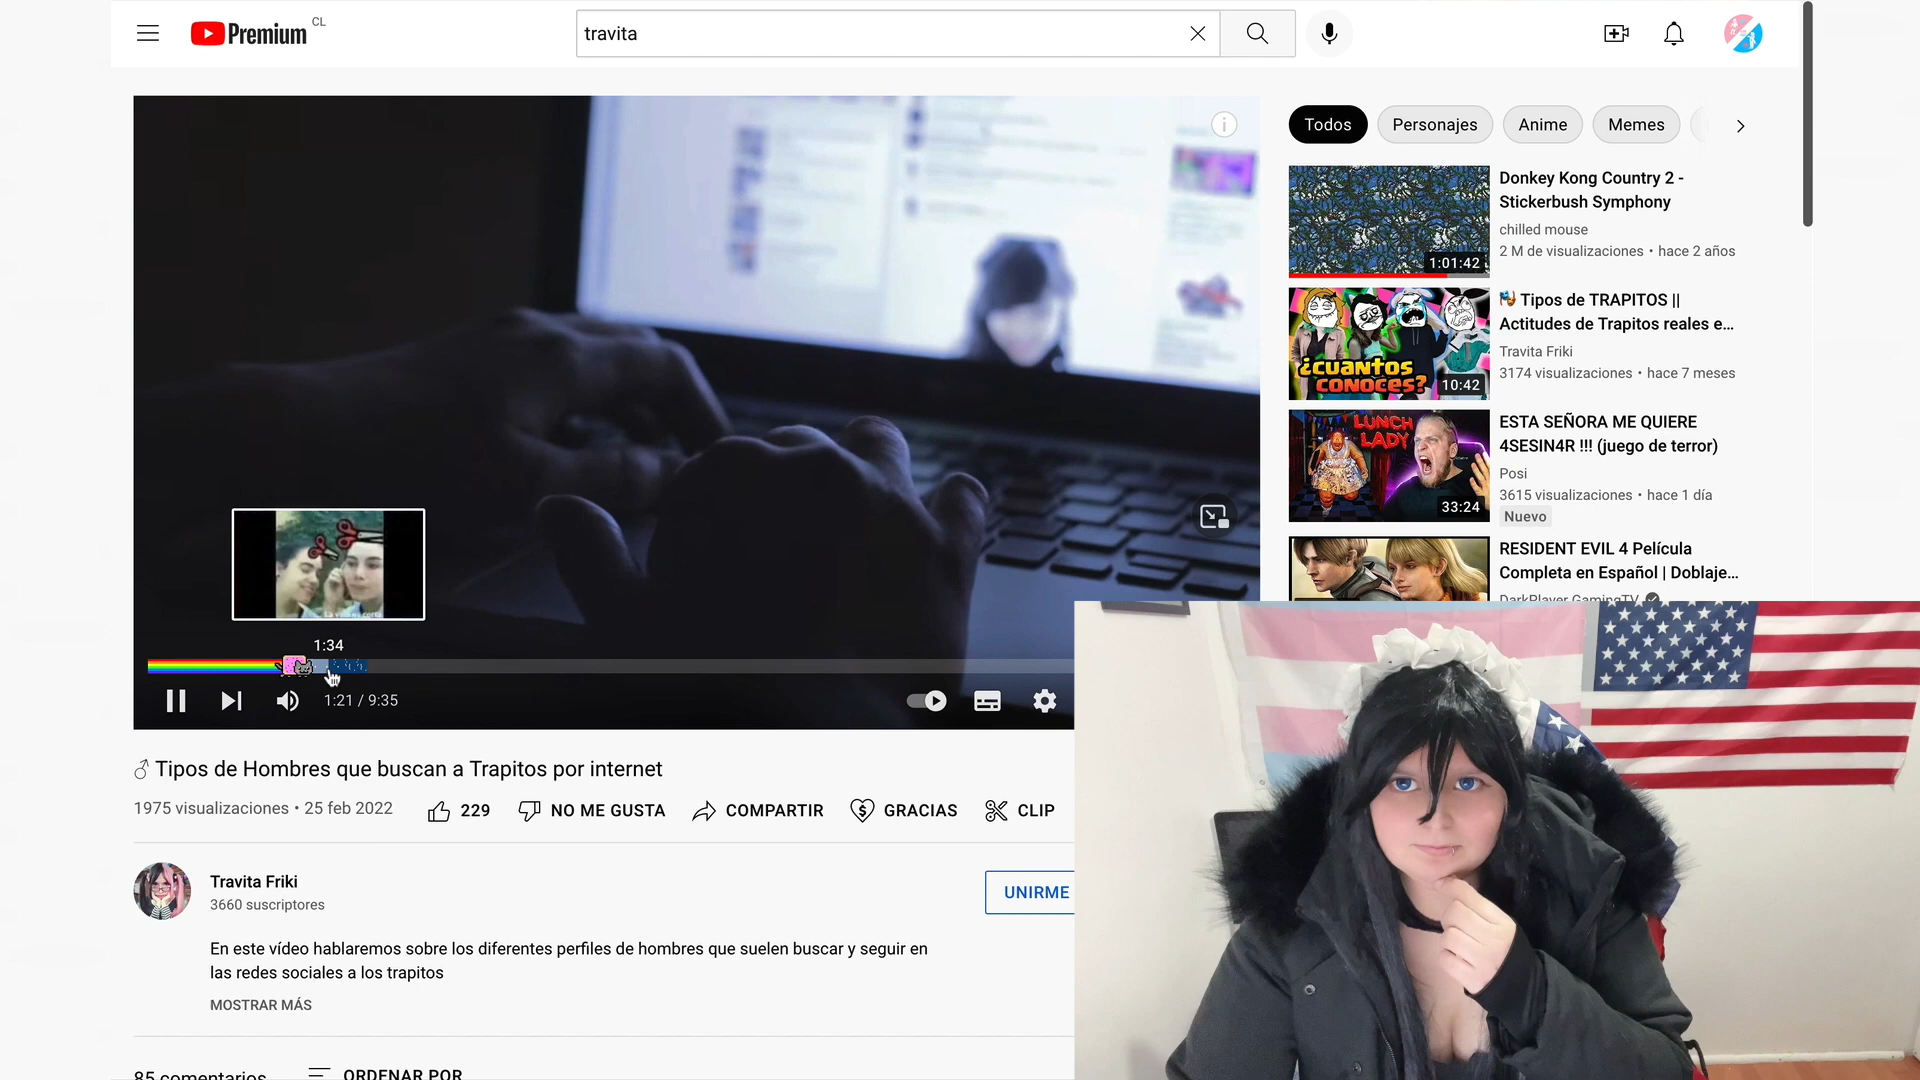 Premium CL
travita
Todos
Personajes
Anime
Memes
Donkey Kong Country 2 -
Stickerbush Symphony
chilled mouse
2 M de visualizaciones • hace 2 años
1:01:42
Tipos de TRAPITOS ||
Actitudes de Trapitos reales e...
Travita Friki
3174 visualizaciones • hace 7 meses
¿CUANTOS
CONOCES?
10:42
ESTA SEÑORA ME QUIERE
4SESIN4R !!! (juego de terror)
Posi
3615 visualizaciones • hace 1 día
Nuevo
LUNCH
LADY
33:24
RESIDENT EVIL 4 Película
Completa en Español | Doblaje...
DarkPlayer GamingTV
1:34
1:21 / 9:35
♂ Tipos de Hombres que buscan a Trapitos por internet
1975 visualizaciones • 25 feb 2022
229
NO ME GUSTA
COMPARTIR
GRACIAS
CLIP
Travita Friki
3660 suscriptores
UNIRME
En este vídeo hablaremos sobre los diferentes perfiles de hombres que suelen buscar y seguir en
las redes sociales a los trapitos
MOSTRAR MÁS
85 comentarios
ORDENAR POR